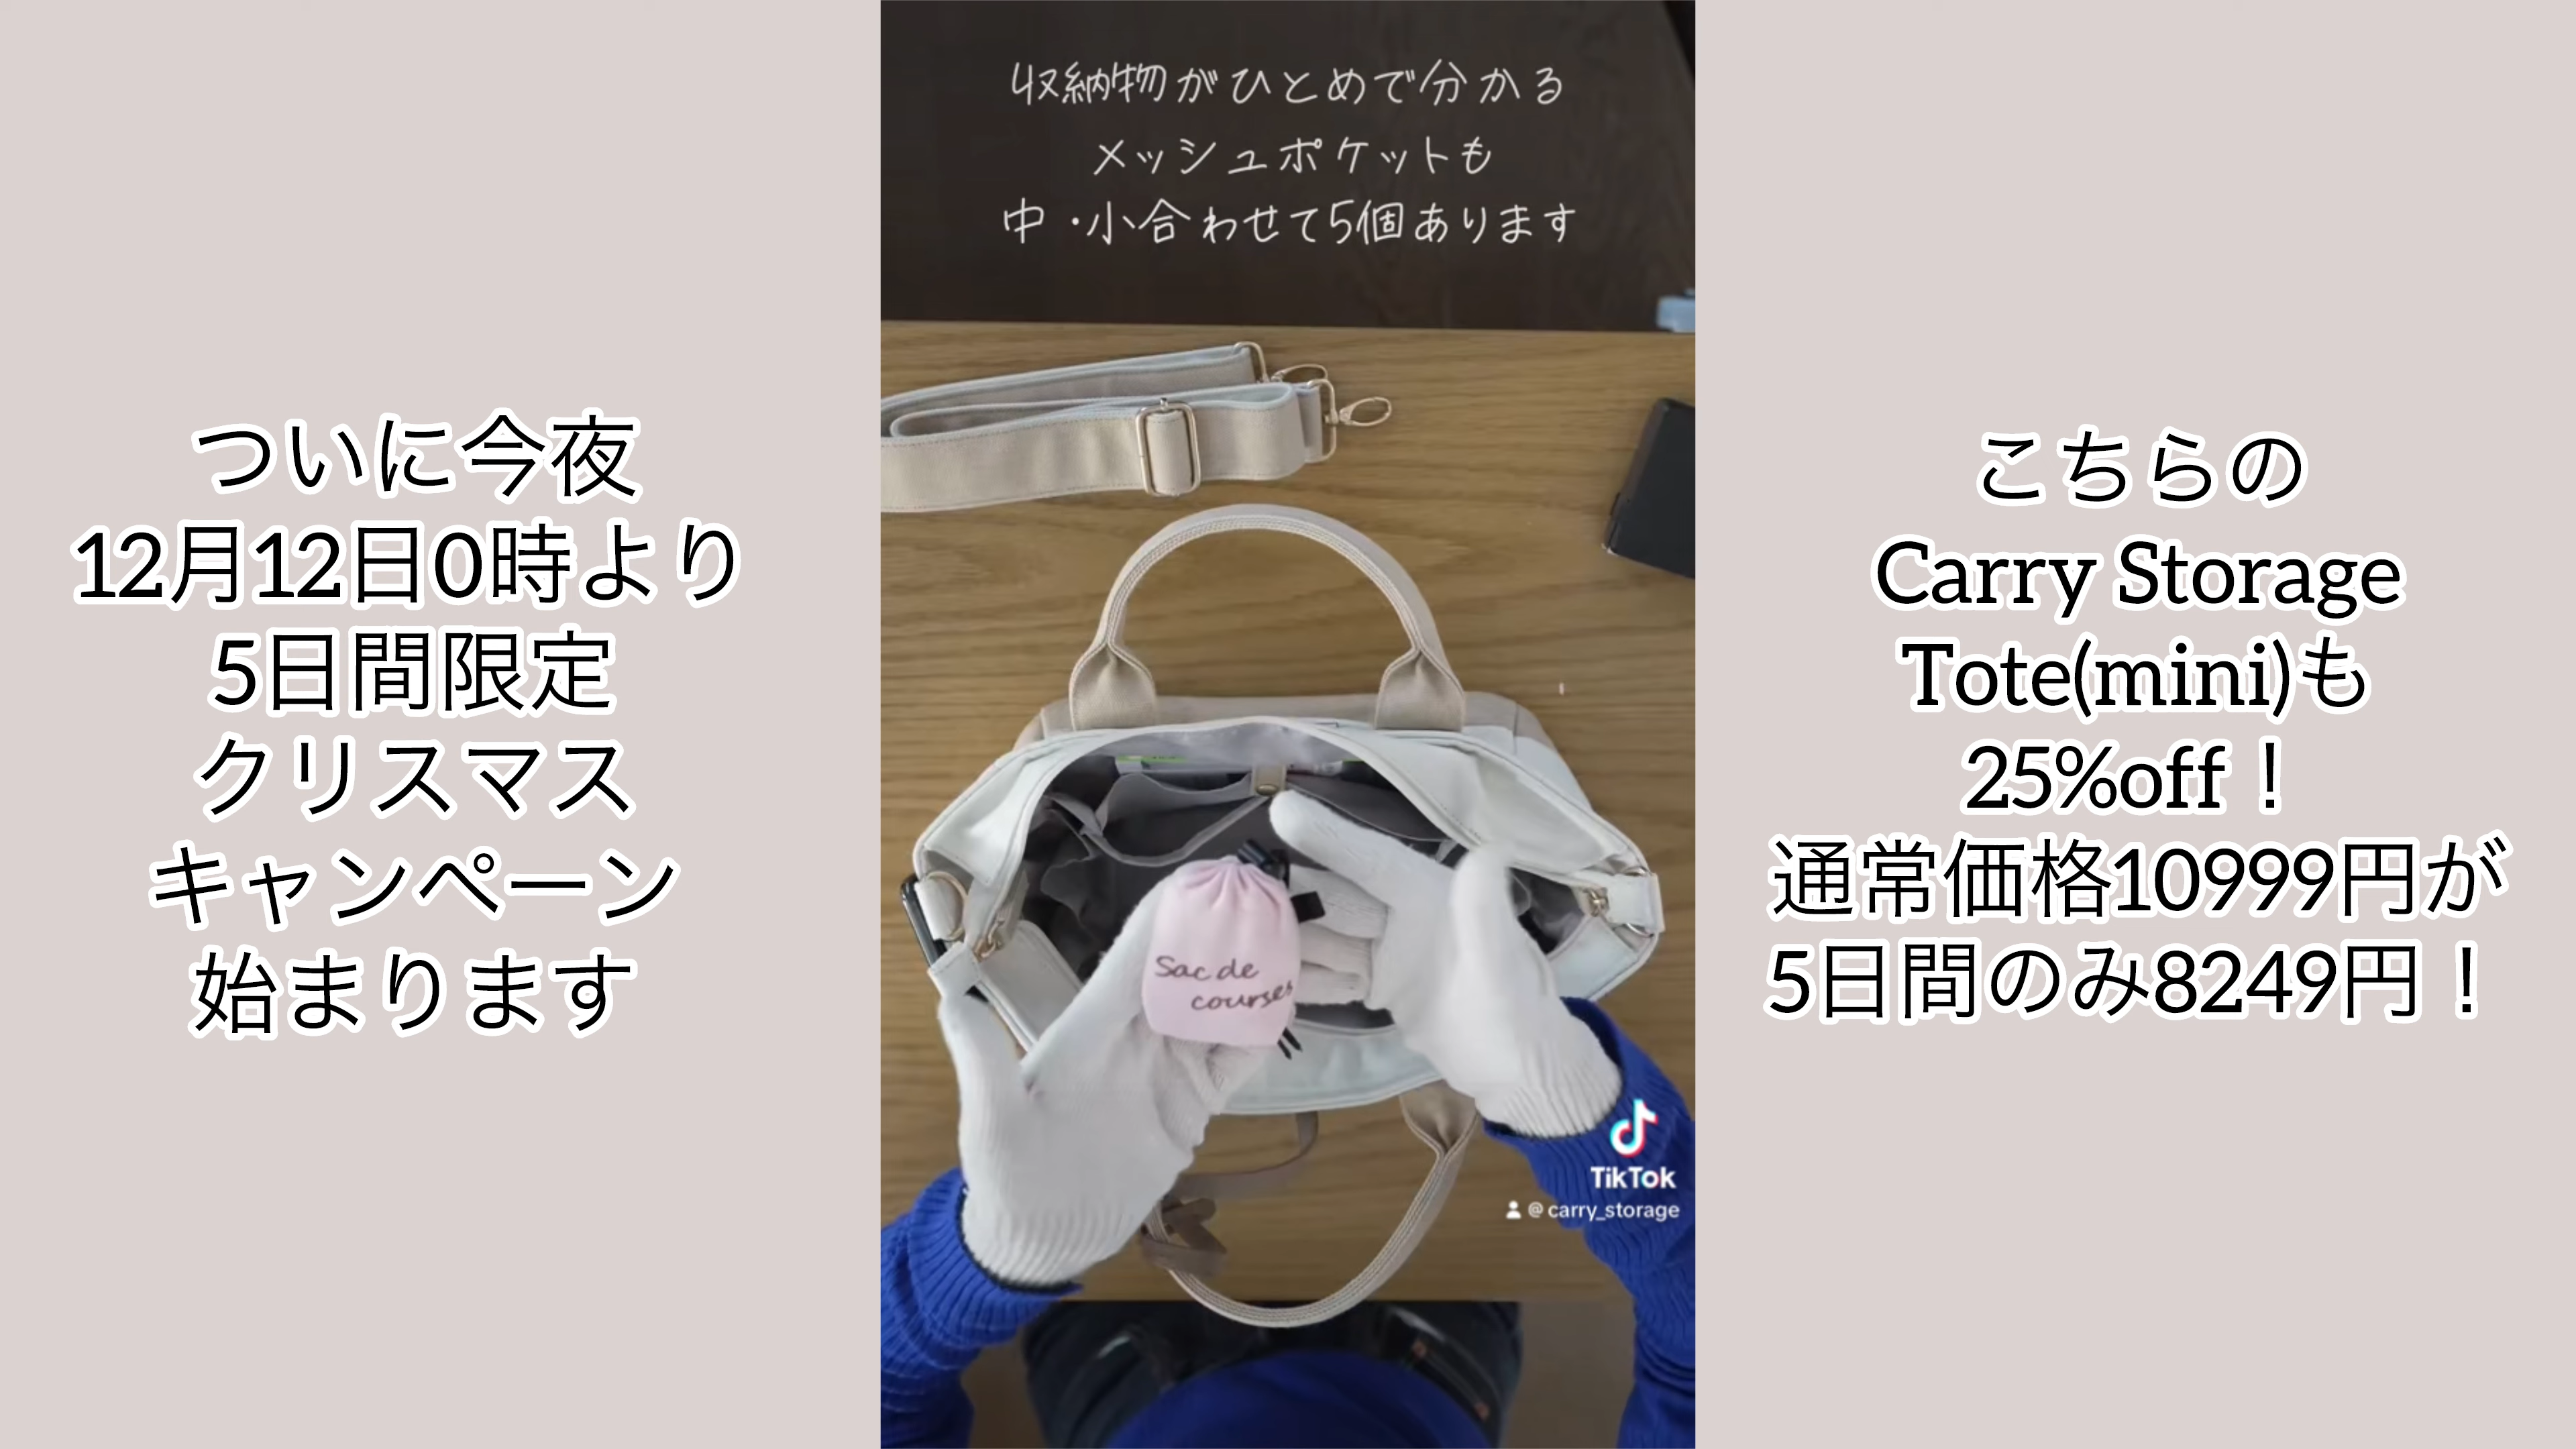 ついに今夜
12月12日0時より
5日間限定
クリスマス
キャンペーン
始まります
収納物がひとめで分かる
メッシュポケットも
中・小合わせて5個あります
Sac de
courses
TikTok
@carry_storage
こちらの
Carry Storage
Tote(mini)も
25%off！
通常価格10999円が
5日間のみ8249円！